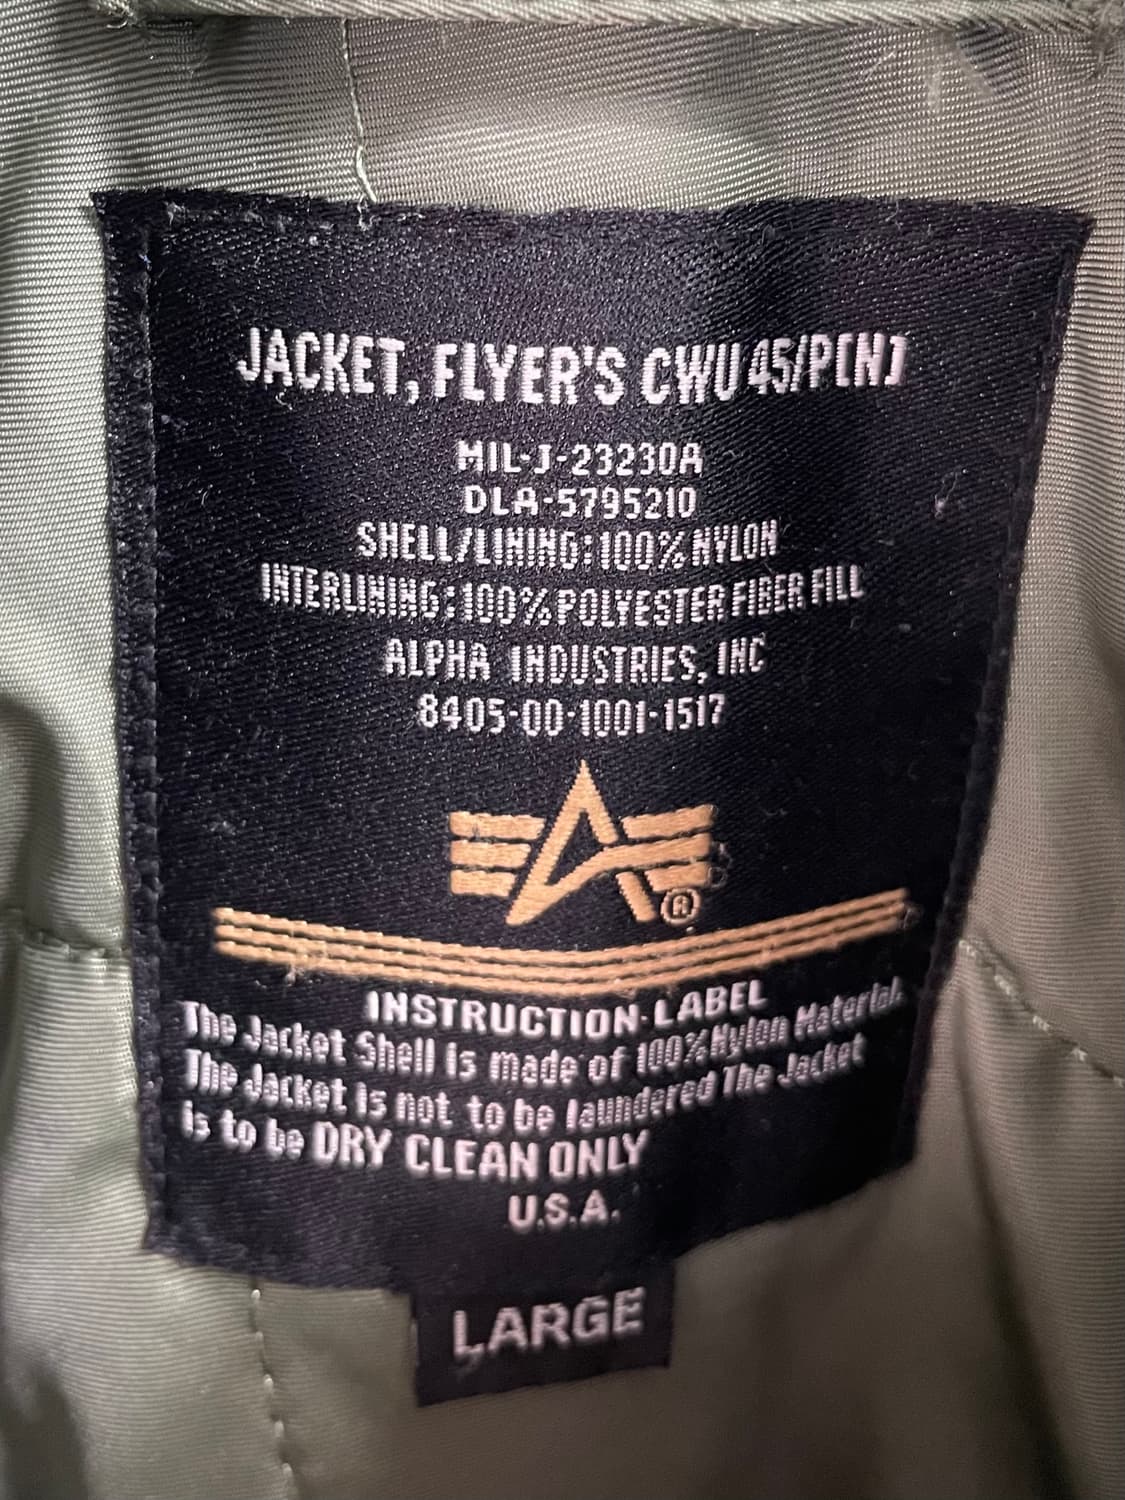 JACKET, FLYER'S CWU 45/P[N]
MIL-J-23230A
DLA-5795210
SHELL/LINING:100% NYLON
INTERLINING:100% POLYESTER FIBER FILL
ALPHA INDUSTRIES, INC
8405-00-1001-1517
®
INSTRUCTION-LABEL
The Jacket Shell is made of 100% Nylon Material.
The Jacket is not to be laundered The Jacket
is to be DRY CLEAN ONLY
U.S.A.
LARGE